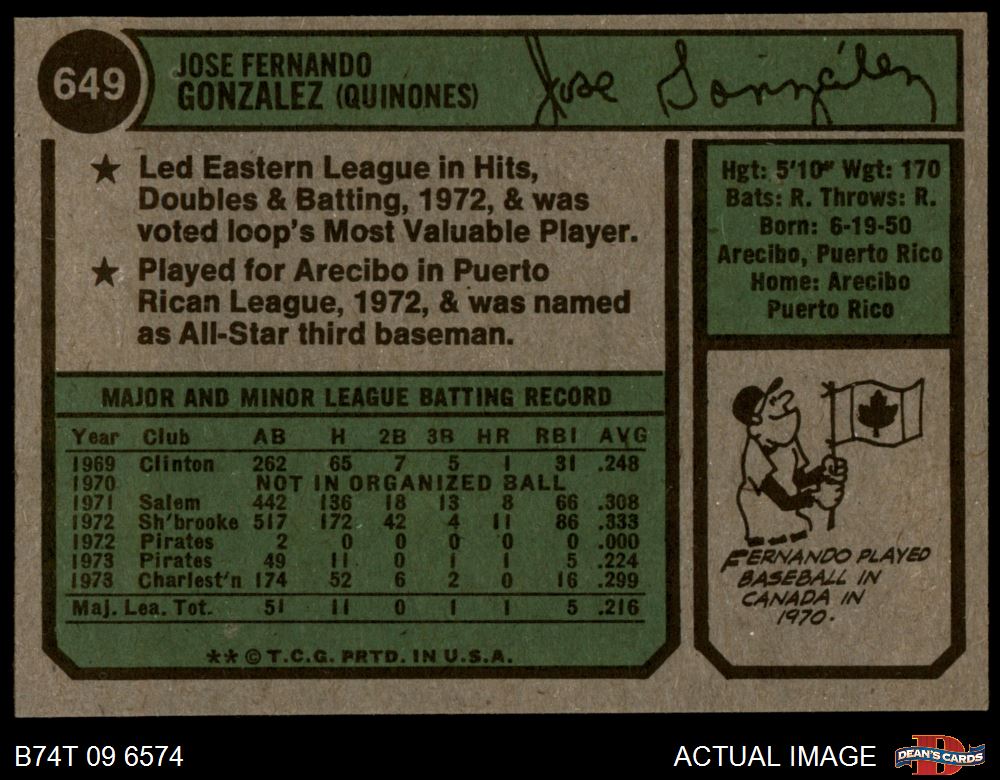 649
JOSE FERNANDO
GONZALEZ (QUINONES)
Jose González
★ Led Eastern League in Hits,
Doubles & Batting, 1972, & was
voted loop's Most Valuable Player.
★ Played for Arecibo in Puerto
Rican League, 1972, & was named
as All-Star third baseman.
Hgt: 5'10" Wgt: 170
Bats: R. Throws: R.
Born: 6-19-50
Arecibo, Puerto Rico
Home: Arecibo
Puerto Rico
MAJOR AND MINOR LEAGUE BATTING RECORD
Year Club AB H 2B 3B HR RBI AVG
1969 Clinton 262 65 7 5 1 31 .248
1970 NOT IN ORGANIZED BALL
1971 Salem 442 136 18 13 8 66 .308
1972 Sh'brooke 517 172 42 4 11 86 .333
1972 Pirates 2 0 0 0 0 0 .000
1973 Pirates 49 11 0 1 1 5 .224
1973 Charlest'n 174 52 6 2 0 16 .299
Maj. Lea. Tot. 51 11 0 1 1 5 .216
** © T.C.G. PRTD. IN U.S.A.
FERNANDO PLAYED
BASEBALL IN
CANADA IN
1970.
B74T 09 6574
ACTUAL IMAGE
D
DEAN'S CARDS